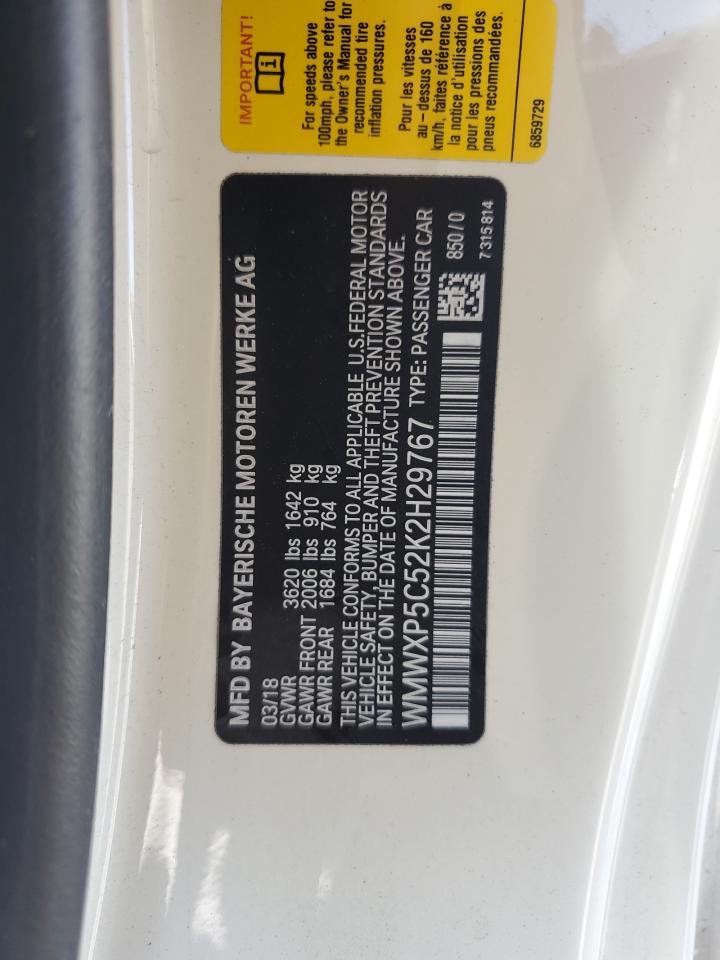 MFD BY BAYERISCHE MOTOREN WERKE AG
03/18
GVWR 3620 lbs 1642 kg
GAWR FRONT 2006 lbs 910 kg
GAWR REAR 1684 lbs 764 kg
THIS VEHICLE CONFORMS TO ALL APPLICABLE U.S. FEDERAL MOTOR
VEHICLE SAFETY, BUMPER AND THEFT PREVENTION STANDARDS
IN EFFECT ON THE DATE OF MANUFACTURE SHOWN ABOVE.
WMWXP5C52K2H29767 TYPE: PASSENGER CAR
850/0
7 315 814
IMPORTANT!
For speeds above
100mph, please refer to
the Owner's Manual for
recommended tire
inflation pressures.
Pour les vitesses
au-dessus de 160
km/h, faites référence à
la notice d'utilisation
pour les pressions des
pneus recommandées.
6859729